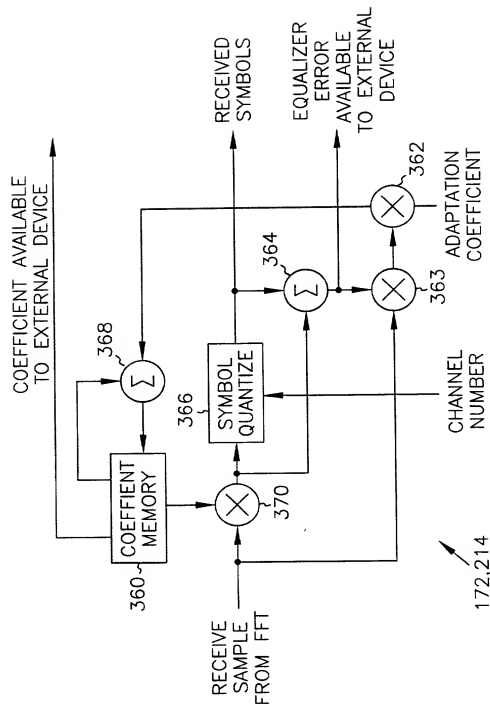 COEFFICIENT AVAILABLE
TO EXTERNAL DEVICE
368
Σ
COEFFIENT
MEMORY
360
366
SYMBOL
QUANTIZE
RECEIVED
SYMBOLS
364
Σ
EQUALIZER
ERROR
AVAILABLE
TO EXTERNAL
DEVICE
RECEIVE
SAMPLE
FROM FFT
370
362
363
CHANNEL
NUMBER
ADAPTATION
COEFFICIENT
172,214